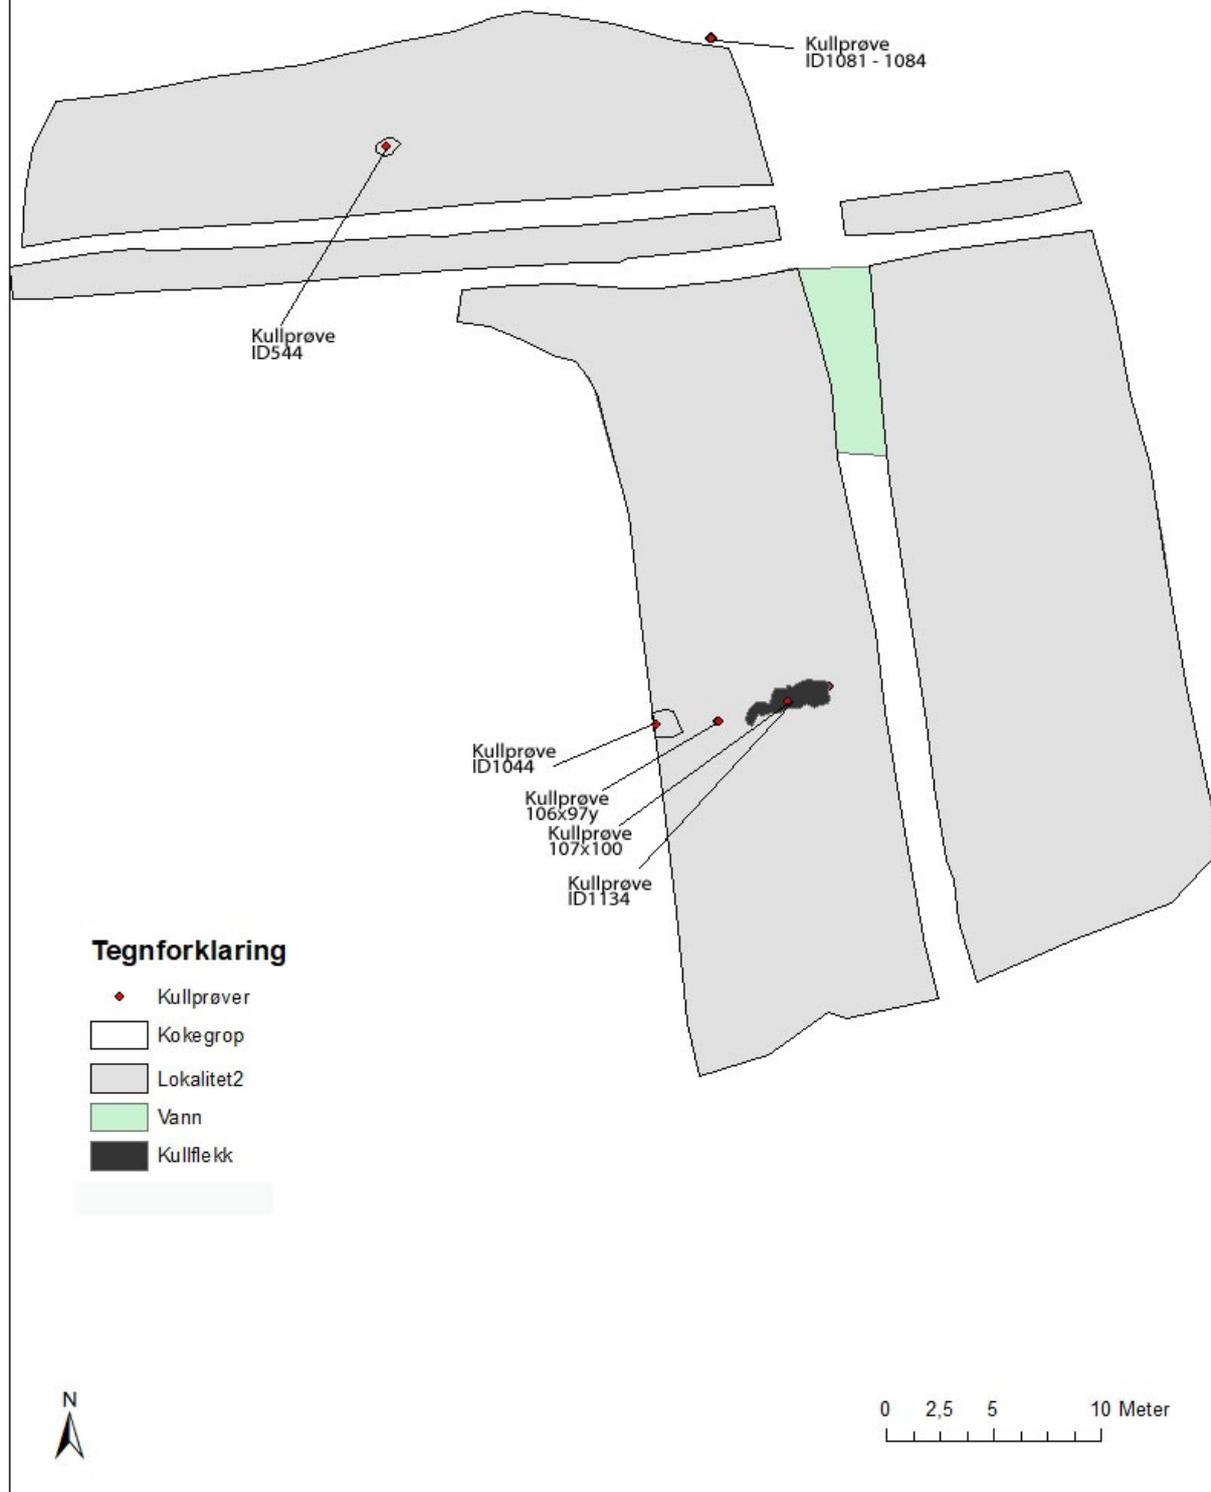 Kullprøve
ID1081 - 1084
Kullprøve
ID544
Kullprøve
ID1044
Kullprøve
106x97y
Kullprøve
107x100
Kullprøve
ID1134
Tegnforklaring
Kullprøver
Kokegrop
Lokalitet2
Vann
Kullflekk
N
0 2,5 5 10 Meter